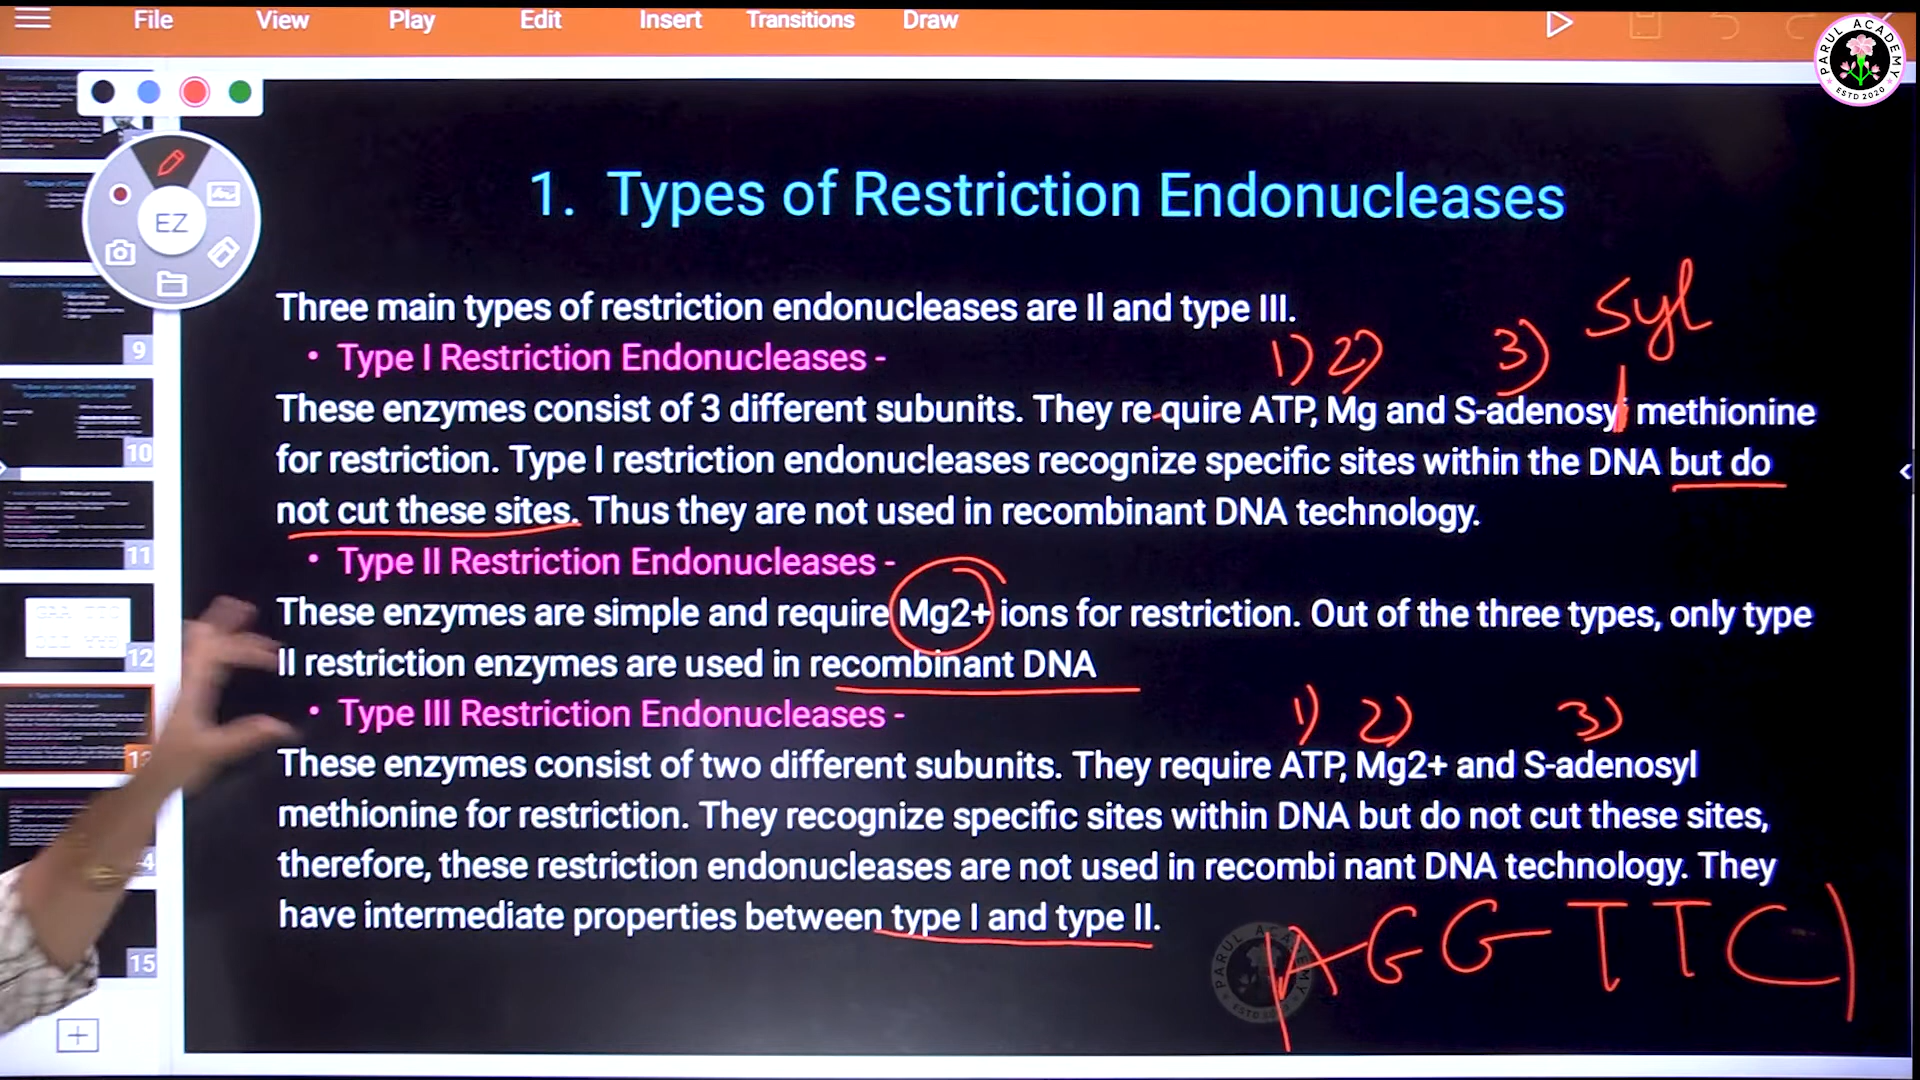 File View Play Edit Insert Transitions Draw
PARUL ACADEMY
ESTD 2020
EZ
1. Types of Restriction Endonucleases
Three main types of restriction endonucleases are II and type III.
syl
• Type I Restriction Endonucleases -
1) 2) 3)
These enzymes consist of 3 different subunits. They re-quire ATP, Mg and S-adenosy methionine
for restriction. Type I restriction endonucleases recognize specific sites within the DNA but do
not cut these sites. Thus they are not used in recombinant DNA technology.
• Type II Restriction Endonucleases -
These enzymes are simple and require Mg2+ ions for restriction. Out of the three types, only type
II restriction enzymes are used in recombinant DNA
• Type III Restriction Endonucleases -
1) 2) 3)
These enzymes consist of two different subunits. They require ATP, Mg2+ and S-adenosyl
methionine for restriction. They recognize specific sites within DNA but do not cut these sites,
therefore, these restriction endonucleases are not used in recombi nant DNA technology. They
have intermediate properties between type I and type II.
AGGTTC
PARUL ACADEMY
9
10
11
12
15